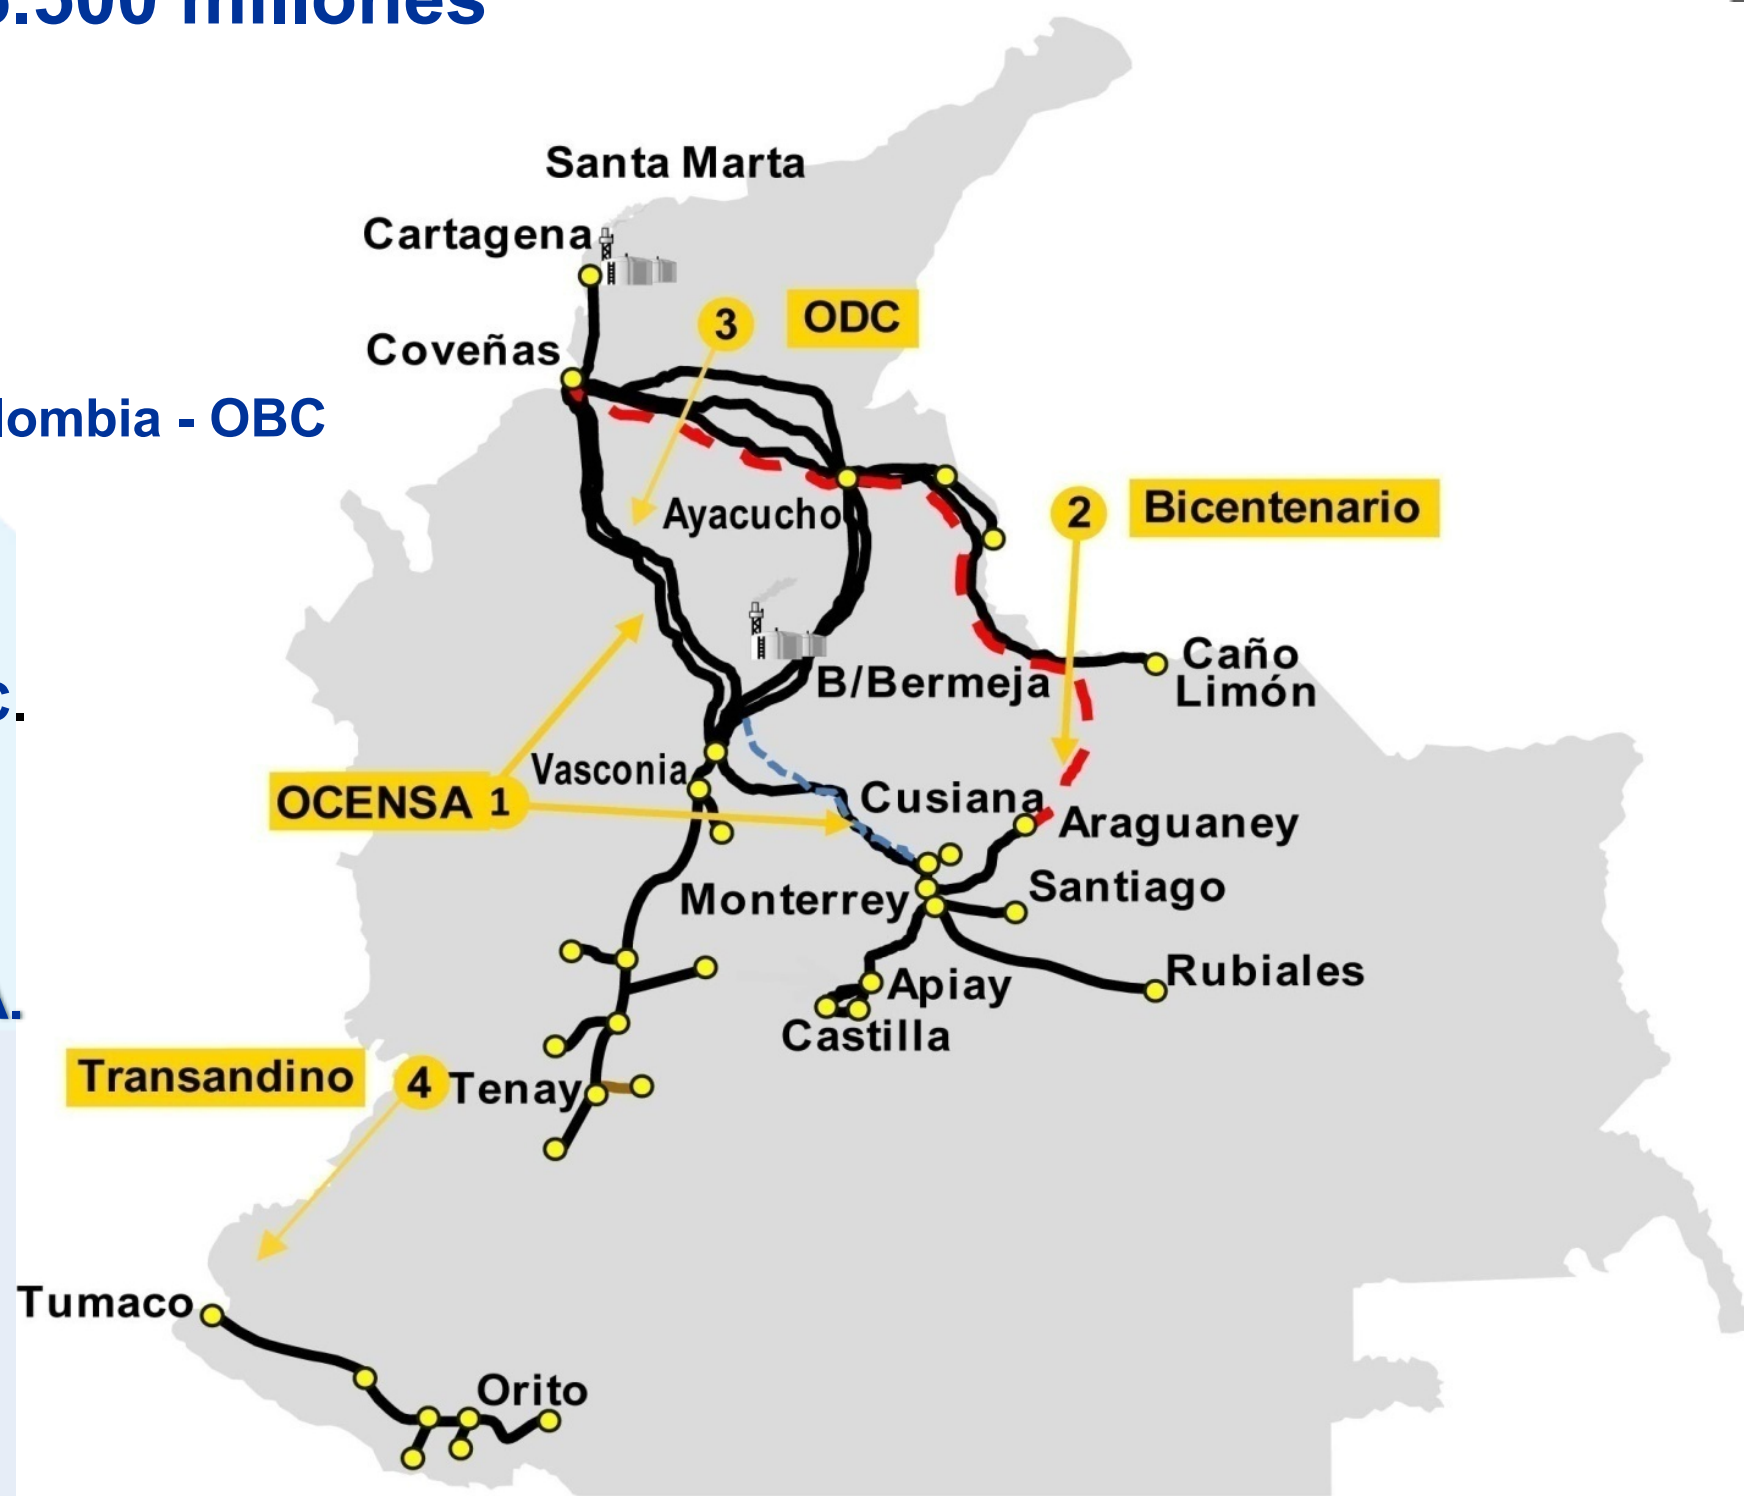 .500 millones
Santa Marta
Cartagena
3
ODC
Coveñas
lombia - OBC
Ayacucho
2
Bicentenario
Caño
Limón
B/Bermeja
C.
Vasconia
OCENSA 1
Cusiana
Araguaney
Monterrey
Santiago
Rubiales
Apiay
Castilla
A.
Transandino
4
Tenay
Tumaco
Orito